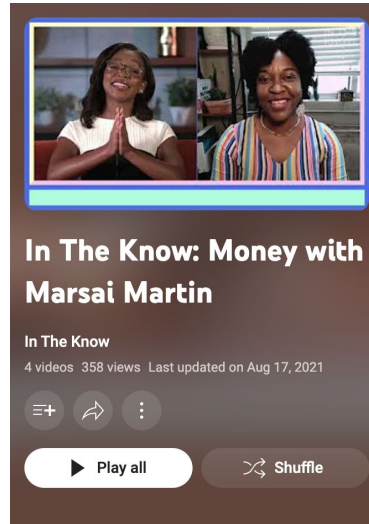 In The Know: Money with
Marsai Martin
In The Know
4 videos 358 views Last updated on Aug 17, 2021
Play all
Shuffle